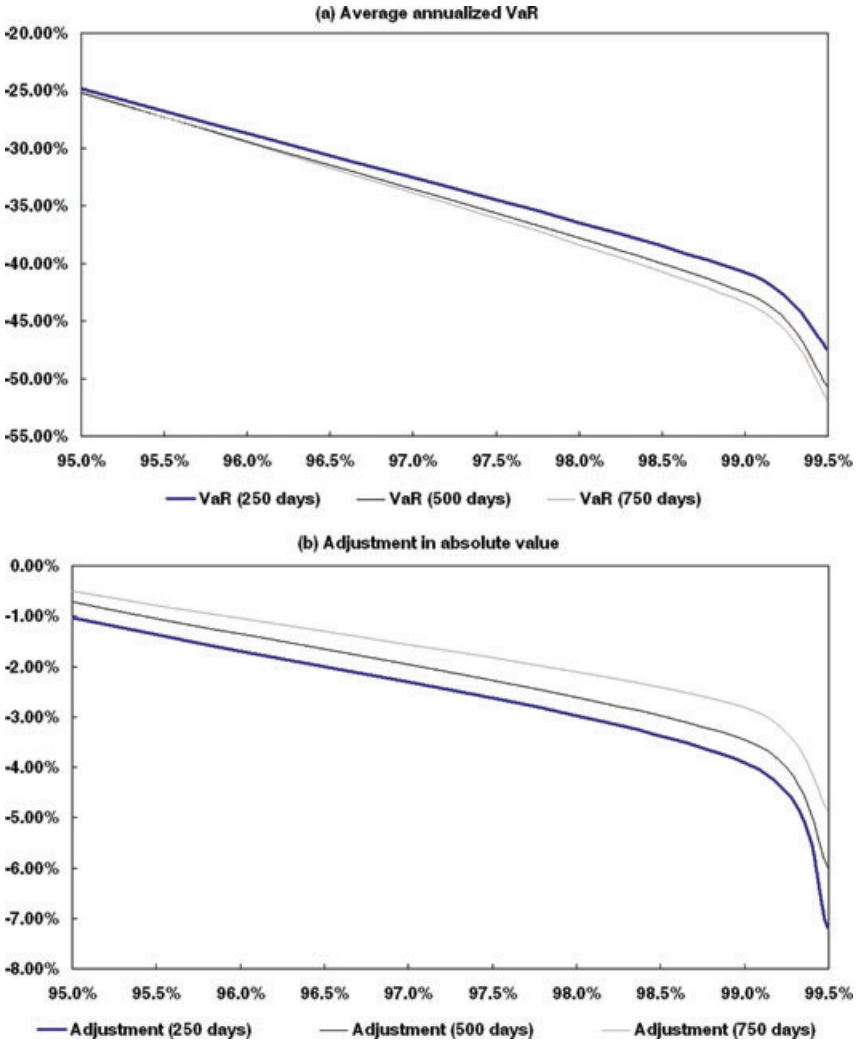 (a) Average annualized VaR
-20.00%
-25.00%
-30.00%
-35.00%
-40.00%
-45.00%
-50.00%
-55.00%
95.0% 95.5% 96.0% 96.5% 97.0% 97.5% 98.0% 98.5% 99.0% 99.5%
VaR (250 days) VaR (500 days) VaR (750 days)
(b) Adjustment in absolute value
0.00%
-1.00%
-2.00%
-3.00%
-4.00%
-5.00%
-6.00%
-7.00%
-8.00%
95.0% 95.5% 96.0% 96.5% 97.0% 97.5% 98.0% 98.5% 99.0% 99.5%
Adjustment (250 days) Adjustment (500 days) Adjustment (750 days)